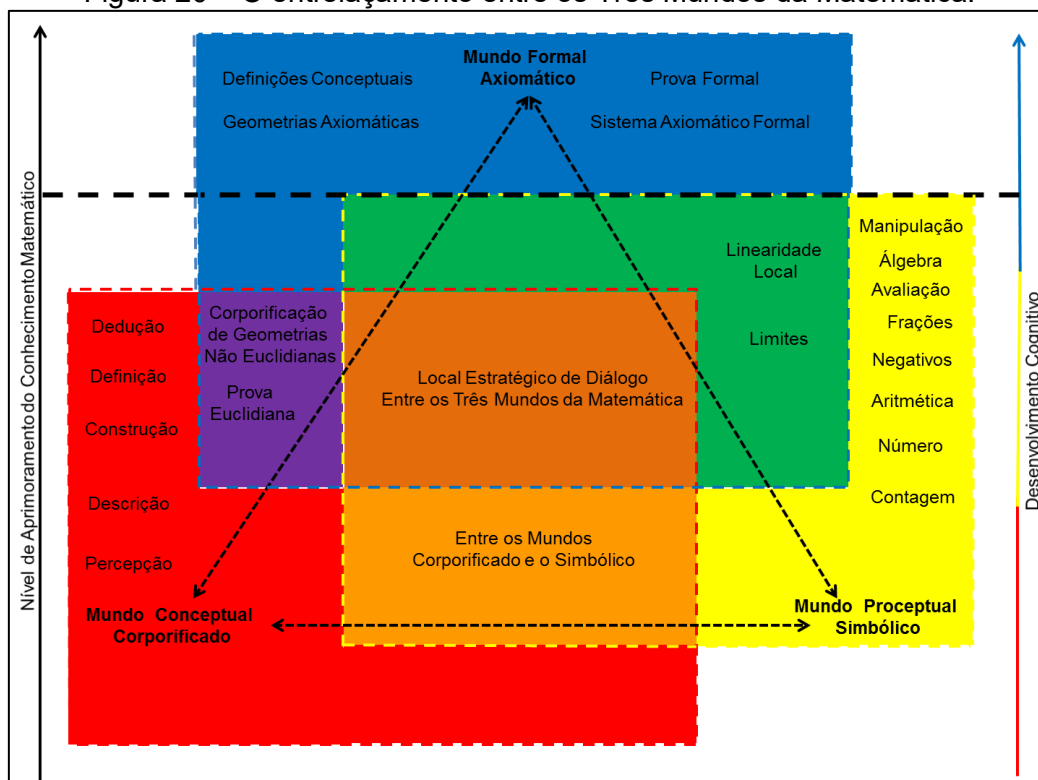 Figura 20 – O entrelaçamento entre os Três Mundos da Matemática.
Mundo Formal
Axiomático
Definições Conceptuais
Prova Formal
Geometrias Axiomáticas
Sistema Axiomático Formal
Nível de Aprimoramento do Conhecimento Matemático
Dedução
Definição
Construção
Descrição
Percepção
Mundo Conceptual
Corporificado
Corporificação
de Geometrias
Não Euclidianas
Prova
Euclidiana
Local Estratégico de Diálogo
Entre os Três Mundos da Matemática
Entre os Mundos
Corporificado e o Simbólico
Linearidade
Local
Limites
Manipulação
Álgebra
Avaliação
Frações
Negativos
Aritmética
Número
Contagem
Mundo Proceptual
Simbólico
Desenvolvimento Cognitivo